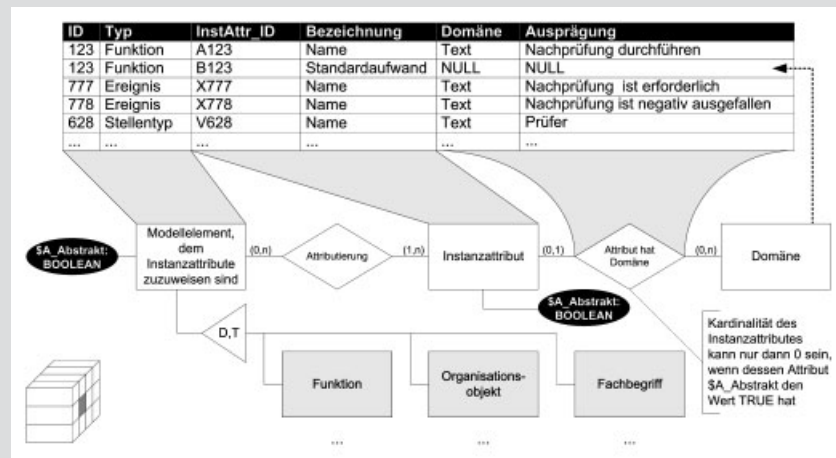 ID Typ InstAttr_ID Bezeichnung Domäne Ausprägung
123 Funktion A123 Name Text Nachprüfung durchführen
123 Funktion B123 Standardaufwand NULL NULL
777 Ereignis X777 Name Text Nachprüfung ist erforderlich
778 Ereignis X778 Name Text Nachprüfung ist negativ ausgefallen
628 Stellentyp V628 Name Text Prüfer
... ... ... ... ... ...
$A_Abstrakt:
BOOLEAN
Modellelement,
dem
Instanzattribute
zuzuweisen sind
(0,n)
Attributierung
(1,n)
Instanzattribut
(0,1)
Attribut hat
Domäne
(0,n)
Domäne
$A_Abstrakt:
BOOLEAN
D,T
Kardinalität des
Instanzattributes
kann nur dann 0 sein,
wenn dessen Attribut
$A_Abstrakt den
Wert TRUE hat
Funktion
Organisations-
objekt
Fachbegriff
... ... ...